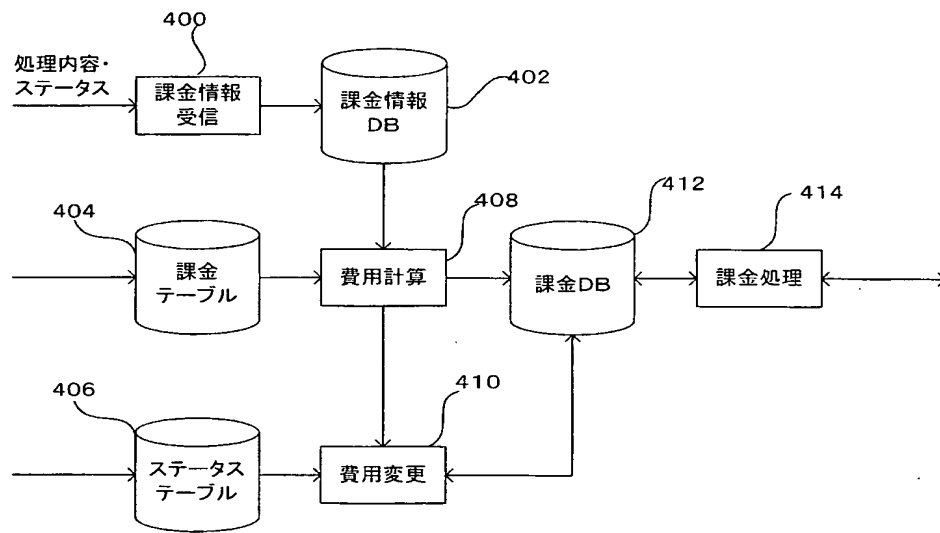 400
処理内容・
ステータス
課金情報
受信
課金情報
DB
402
404
課金
テーブル
408
費用計算
412
課金DB
414
課金処理
406
ステータス
テーブル
410
費用変更